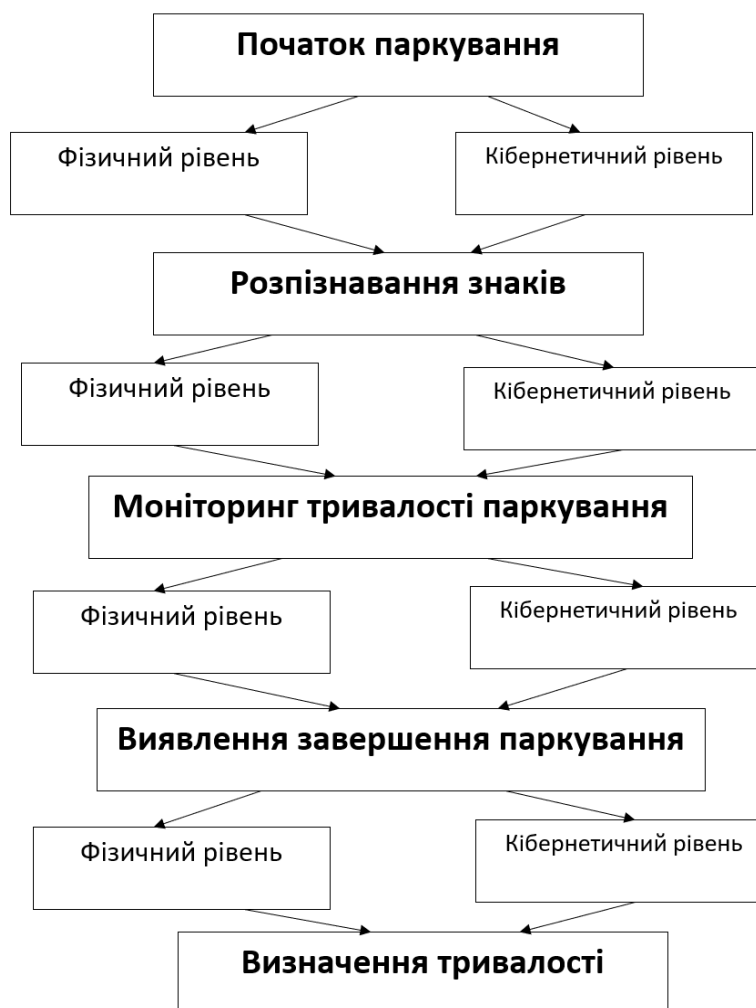 Початок паркування
Фізичний рівень
Кібернетичний рівень
Розпізнавання знаків
Фізичний рівень
Кібернетичний рівень
Моніторинг тривалості паркування
Фізичний рівень
Кібернетичний рівень
Виявлення завершення паркування
Фізичний рівень
Кібернетичний рівень
Визначення тривалості